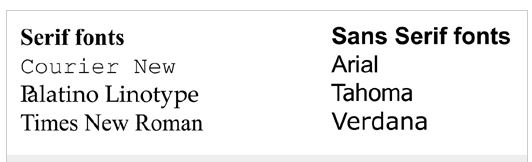 Serif fonts
Courier New
Palatino Linotype
Times New Roman
Sans Serif fonts
Arial
Tahoma
Verdana